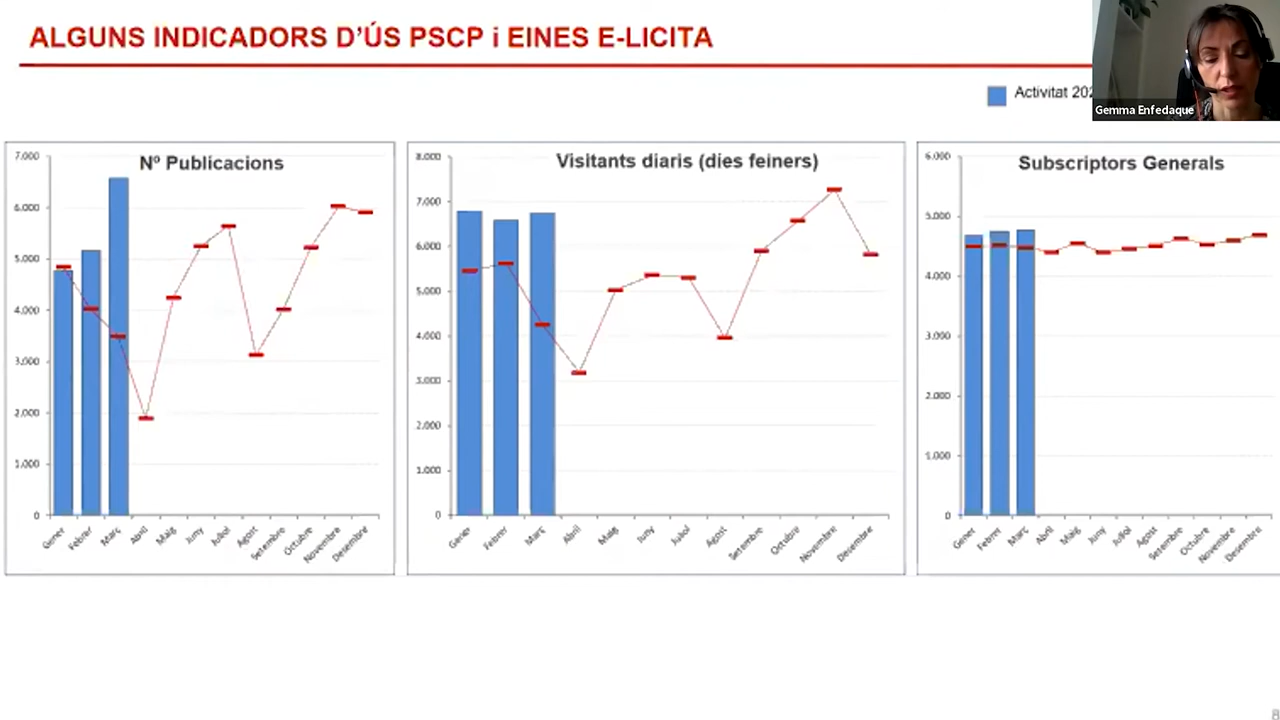 ALGUNS INDICADORS D'ÚS PSCP i EINES E-LICITA
Gemma Enfedaque
Activitat 202
Nº Publicacions
7.000
6.000
5.000
4.000
3.000
2.000
1.000
0
Gener Febrer Març Abril Maig Juny Juliol Agost Setembre Octubre Novembre Desembre
Visitants diaris (dies feiners)
8.000
7.000
6.000
5.000
4.000
3.000
2.000
1.000
0
Gener Febrer Març Abril Maig Juny Juliol Agost Setembre Octubre Novembre Desembre
Subscriptors Generals
6.000
5.000
4.000
3.000
2.000
1.000
0
Gener Febrer Març Abril Maig Juny Juliol Agost Setembre Octubre Novembre Desembre